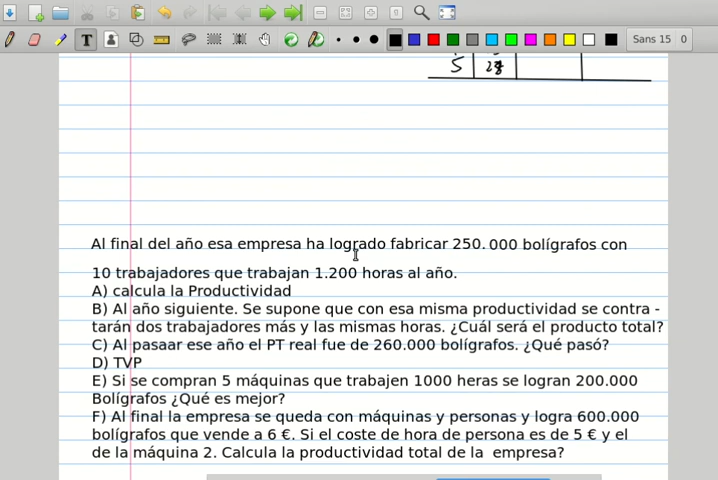 Sans 15 0
5
Al final del año esa empresa ha logrado fabricar 250.000 bolígrafos con
10 trabajadores que trabajan 1.200 horas al año.
A) calcula la Productividad
B) Al año siguiente. Se supone que con esa misma productividad se contra -
tarán dos trabajadores más y las mismas horas. ¿Cuál será el producto total?
C) Al pasaar ese año el PT real fue de 260.000 bolígrafos. ¿Qué pasó?
D) TVP
E) Si se compran 5 máquinas que trabajen 1000 heras se logran 200.000
Bolígrafos ¿Qué es mejor?
F) Al final la empresa se queda con máquinas y personas y logra 600.000
bolígrafos que vende a 6 €. Si el coste de hora de persona es de 5 € y el
de la máquina 2. Calcula la productividad total de la empresa?